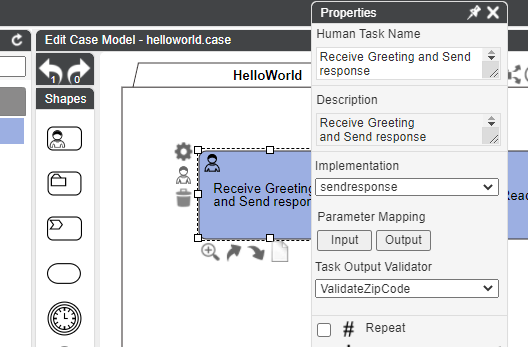 Properties
Edit Case Model - helloworld.case
Human Task Name
Receive Greeting and Send
response
1
0
HelloWorld
Shapes
Description
Receive Greeting
and Send response
Receive Greeting
and Send respon
Implementation
sendresponse
Parameter Mapping
Input
Output
Task Output Validator
ValidateZipCode
Repeat